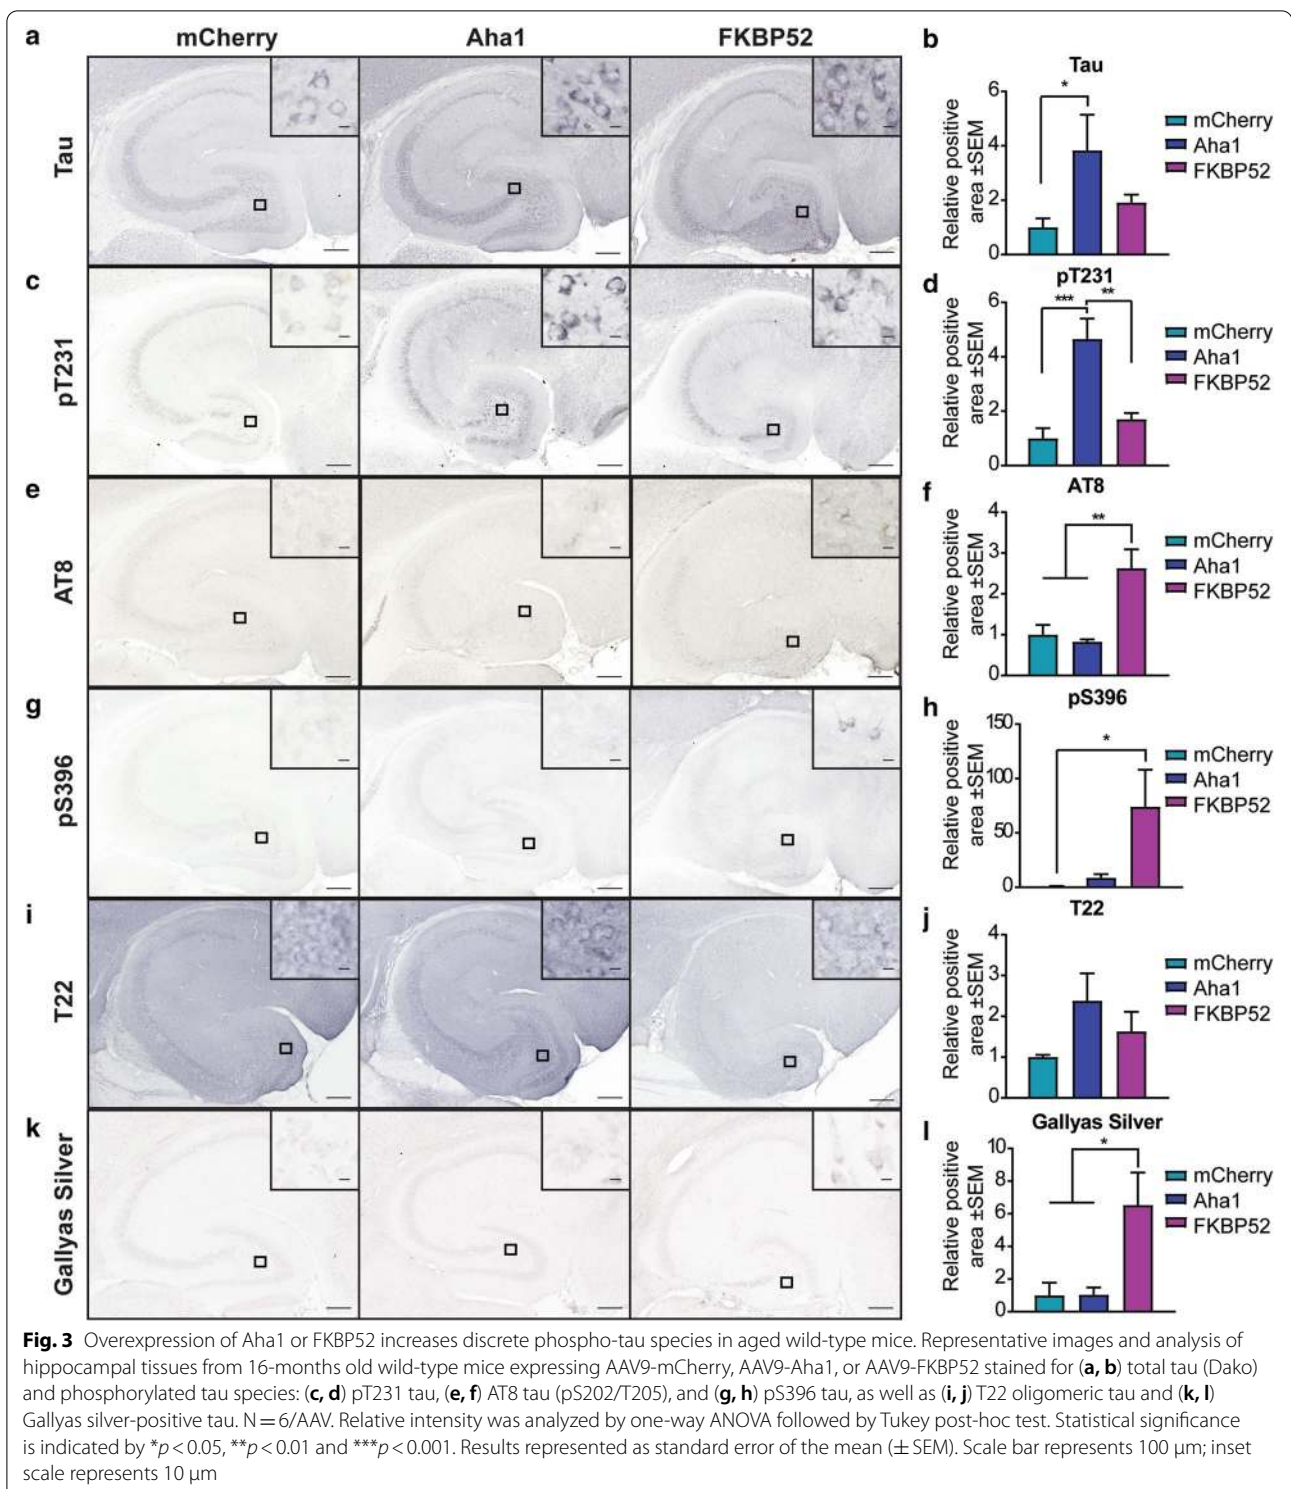 a
mCherry
Aha1
FKBP52
b
Tau
Tau
Relative positive
area ±SEM
6
4
2
0
*
mCherry
Aha1
FKBP52
c
pT231
d
pT231
Relative positive
area ±SEM
6
4
2
0
***
**
mCherry
Aha1
FKBP52
e
AT8
f
AT8
Relative positive
area ±SEM
4
3
2
1
0
**
mCherry
Aha1
FKBP52
g
pS396
h
pS396
Relative positive
area ±SEM
150
100
50
0
*
mCherry
Aha1
FKBP52
i
T22
j
T22
Relative positive
area ±SEM
4
3
2
1
0
mCherry
Aha1
FKBP52
k
Gallyas Silver
l
Gallyas Silver
Relative positive
area ±SEM
10
8
6
4
2
0
*
mCherry
Aha1
FKBP52
Fig. 3 Overexpression of Aha1 or FKBP52 increases discrete phospho-tau species in aged wild-type mice. Representative images and analysis of
hippocampal tissues from 16-months old wild-type mice expressing AAV9-mCherry, AAV9-Aha1, or AAV9-FKBP52 stained for (a, b) total tau (Dako)
and phosphorylated tau species: (c, d) pT231 tau, (e, f) AT8 tau (pS202/T205), and (g, h) pS396 tau, as well as (i, j) T22 oligomeric tau and (k, l)
Gallyas silver-positive tau. N = 6/AAV. Relative intensity was analyzed by one-way ANOVA followed by Tukey post-hoc test. Statistical significance
is indicated by *p < 0.05, **p < 0.01 and ***p < 0.001. Results represented as standard error of the mean (± SEM). Scale bar represents 100 μm; inset
scale represents 10 μm